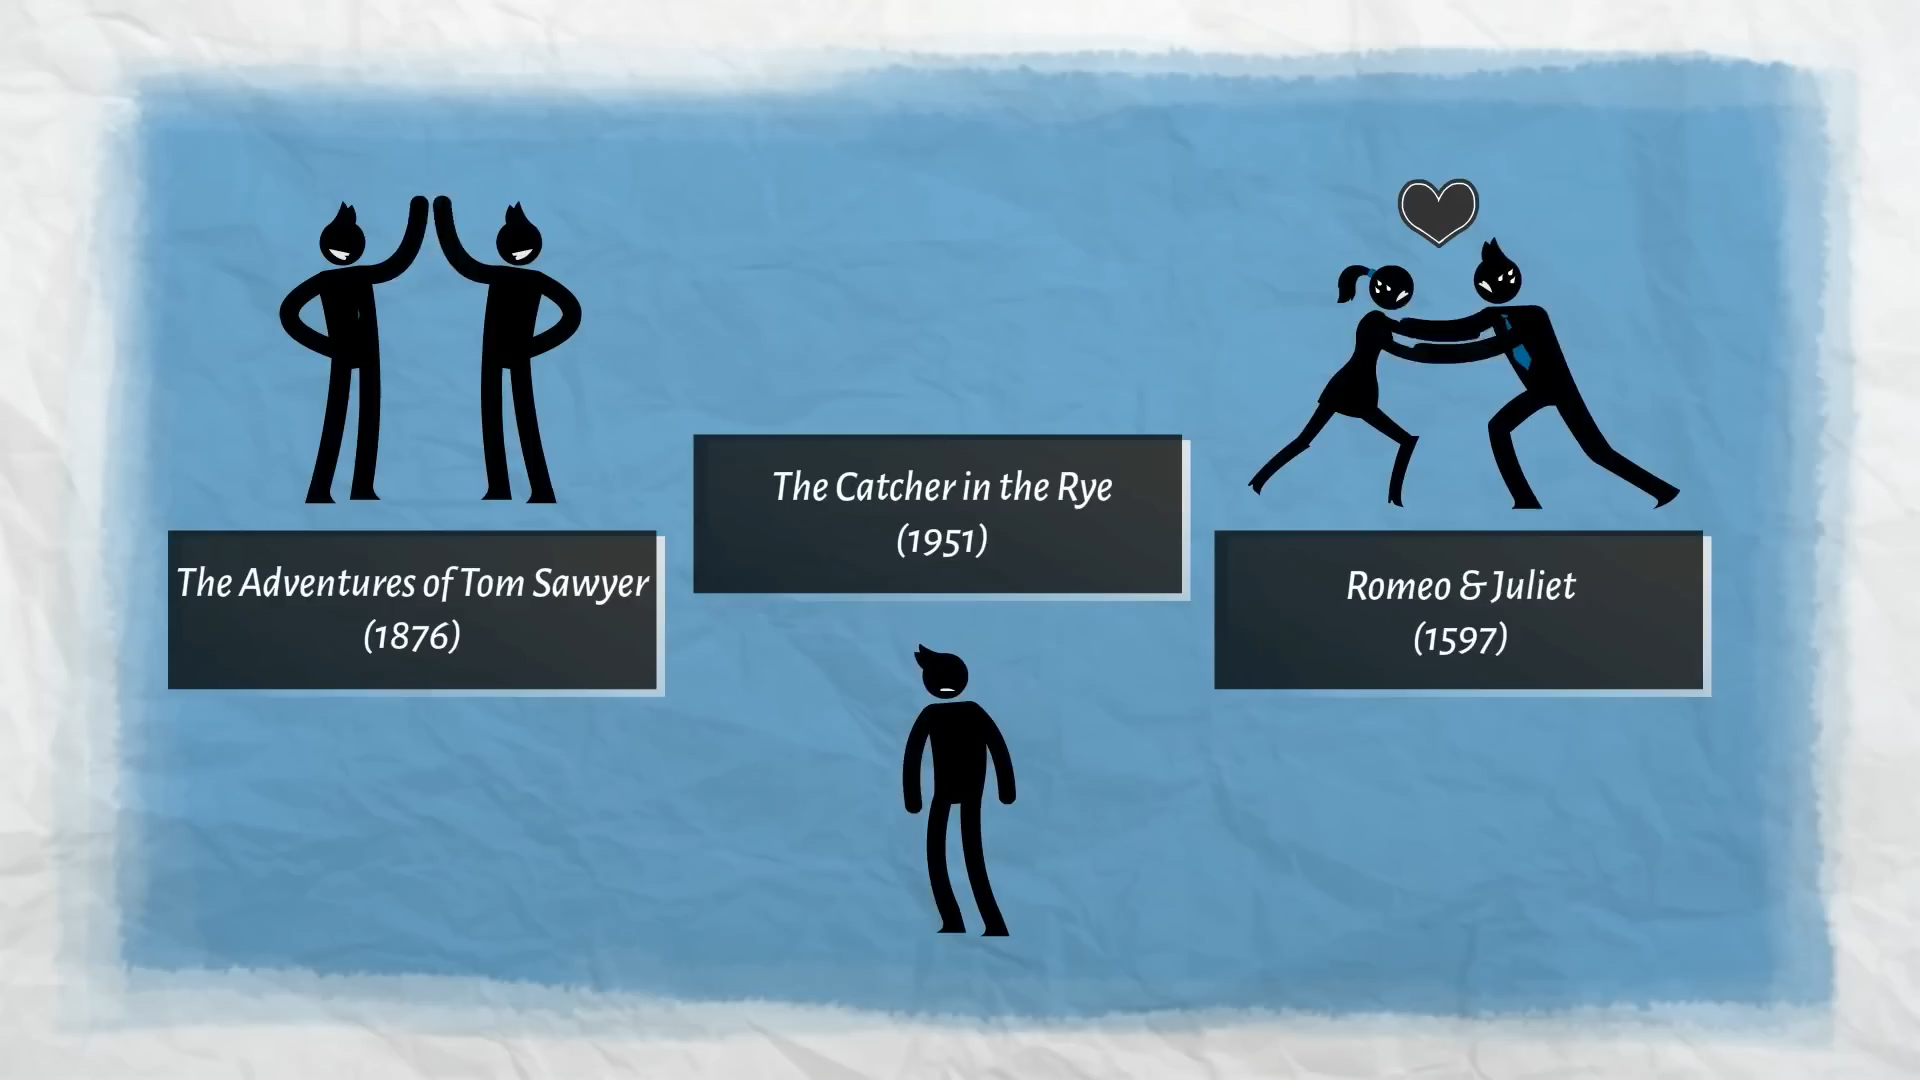 The Adventures of Tom Sawyer
(1876)
The Catcher in the Rye
(1951)
Romeo & Juliet
(1597)